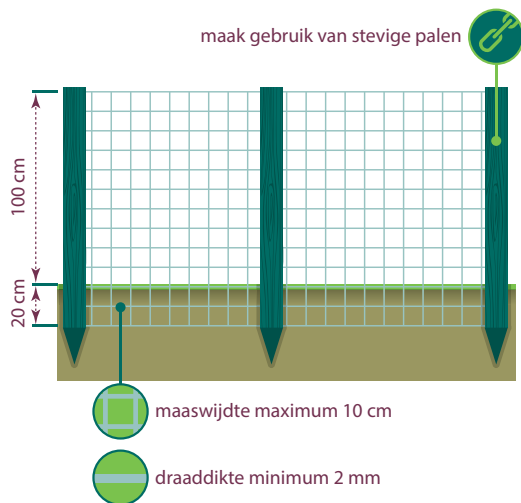 maak gebruik van stevige palen
100 cm
20 cm
maaswijdte maximum 10 cm
draaddikte minimum 2 mm